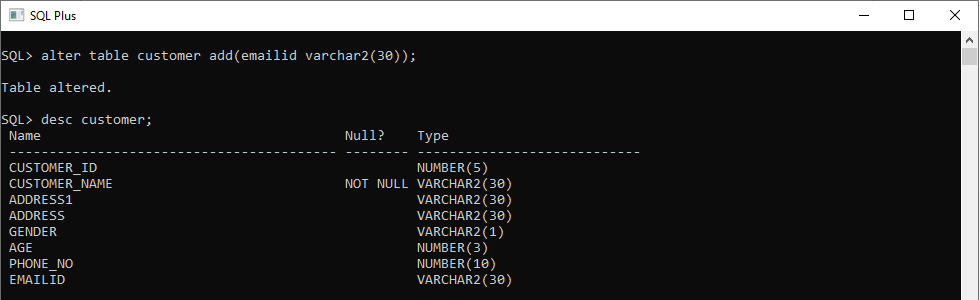 SQL Plus
SQL> alter table customer add(emailid varchar2(30));
Table altered.
SQL> desc customer;
Name                                      Null?    Type
----------------------------------------- -------- ----------------------------
CUSTOMER_ID                                        NUMBER(5)
CUSTOMER_NAME                             NOT NULL VARCHAR2(30)
ADDRESS1                                           VARCHAR2(30)
ADDRESS                                            VARCHAR2(30)
GENDER                                             VARCHAR2(1)
AGE                                                NUMBER(3)
PHONE_NO                                           NUMBER(10)
EMAILID                                            VARCHAR2(30)